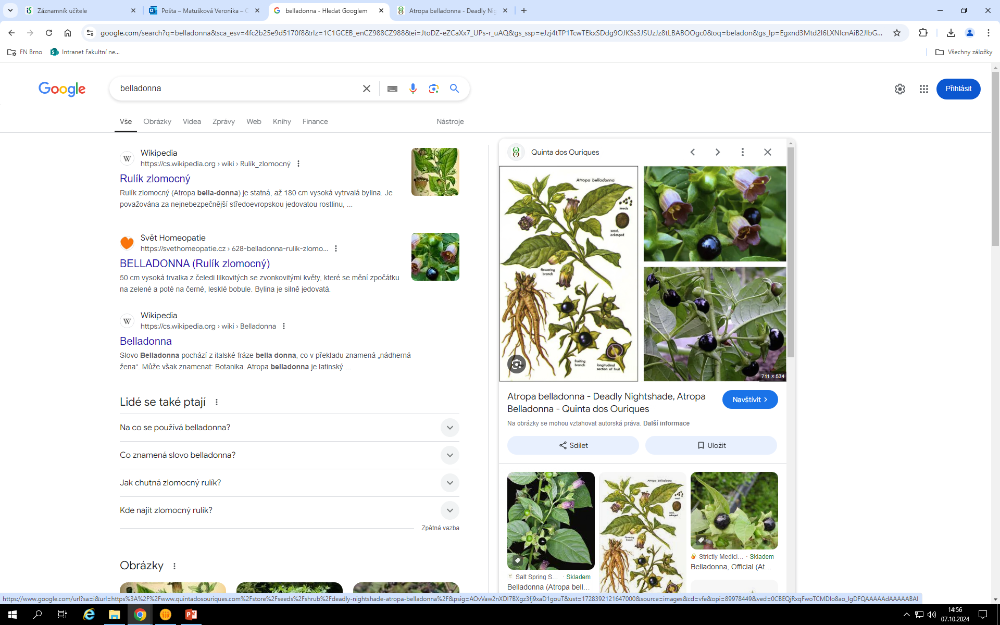 Záznamník učitele
Pošta – Matušková Veronika – O
belladonna - Hledat Googlem
Atropa belladonna - Deadly Nig
google.com/search?q=belladonna&sca_esv=4fc2b25e9d5170f8&rlz=1C1GCEB_enCZ988CZ988&ei=JtoDZ-eZCaXx7_UPs-r_uAQ&gs_ssp=eJzj4tTP1TcwTEkxSDdg9OJKSs3JSUzJz8tLBABOOgc0&oq=beladon&gs_lp=Egxnd3Mtd2l6LXNlcnAiB2JlbG...
FN Brno
Intranet Fakultní ne...
Všechny záložky
Google
belladonna
Přihlásit
Vše
Obrázky
Videa
Zprávy
Web
Knihy
Finance
Nástroje
Wikipedia
https://cs.wikipedia.org › wiki › Rulík_zlomocný
Rulík zlomocný
Rulík zlomocný (Atropa bella-donna) je statná, až 180 cm vysoká vytrvalá bylina. Je
považována za nejnebezpečnější středoevropskou jedovatou rostlinu, ...
Svět Homeopatie
https://svethomeopatie.cz › 628-belladonna-rulik-zlomo...
BELLADONNA (Rulík zlomocný)
50 cm vysoká trvalka z čeledi lilkovitých se zvonkovitými květy, které se mění zpočátku
na zelené a poté na černé, lesklé bobule. Bylina je silně jedovatá.
Wikipedia
https://cs.wikipedia.org › wiki › Belladonna
Belladonna
Slovo Belladonna pochází z italské fráze bella donna, co v překladu znamená „nádherná
žena“. Může však znamenat: Botanika. Atropa belladonna je latinský ...
Lidé se také ptají
Na co se používá belladonna?
Co znamená slovo belladonna?
Jak chutná zlomocný rulík?
Kde najít zlomocný rulík?
Zpětná vazba
Obrázky
Quinta dos Ouriques
Atropa belladonna
seeds
seed,
enlarged
flowering
branch
fruiting
branch
longitudinal
section of fruit
711 × 534
Atropa belladonna - Deadly Nightshade, Atropa
Belladonna - Quinta dos Ouriques
Navštívit
Na obrázky se mohou vztahovat autorská práva. Další informace
Sdílet
Uložit
Atropa belladonna
seeds
seed,
enlarged
flowering
branch
Salt Spring S... · Skladem
Belladonna (Atropa bell...
Strictly Medici... · Skladem
Belladonna, Official (At...
https://www.google.com/url?sa=i&url=https%3A%2F%2Fwww.quintadosouriques.com%2Fstore%2Fseeds%2Fshrub%2Fdeadly-nightshade-atropa-belladonna%2F&psig=AOvVaw2nXDI7BXgz3fj9xaD1gouT&ust=1728392121647000&source=images&cd=vfe&opi=89978449&ved=0CBEQjRxqFwoTCMDIo8ao_IgDFQAAAAAdAAAAABAI
14:56
07.10.2024